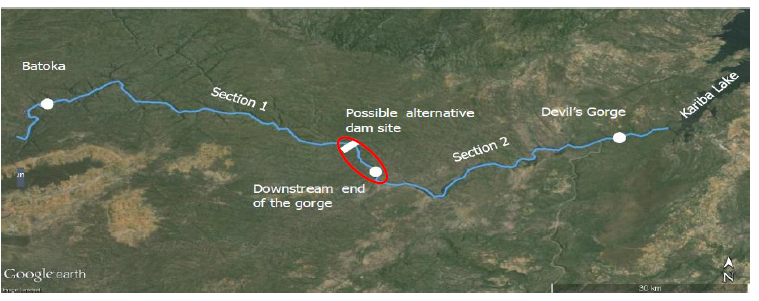 Batoka
Section 1
Possible alternative
dam site
Devil's Gorge
Kariba Lake
Section 2
Downstream end
of the gorge
Google earth
N
30 km